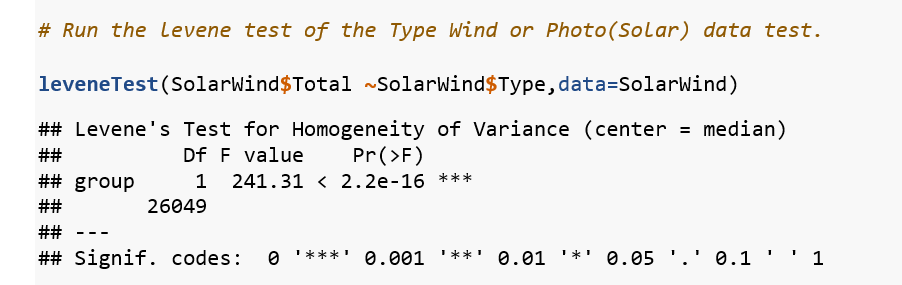 # Run the levene test of the Type Wind or Photo(Solar) data test.
leveneTest(SolarWind$Total ~SolarWind$Type,data=SolarWind)
## Levene's Test for Homogeneity of Variance (center = median)
##          Df F value    Pr(>F)
## group     1  241.31 < 2.2e-16 ***
##       26049
## ---
## Signif. codes:  0 '***' 0.001 '**' 0.01 '*' 0.05 '.' 0.1 ' ' 1